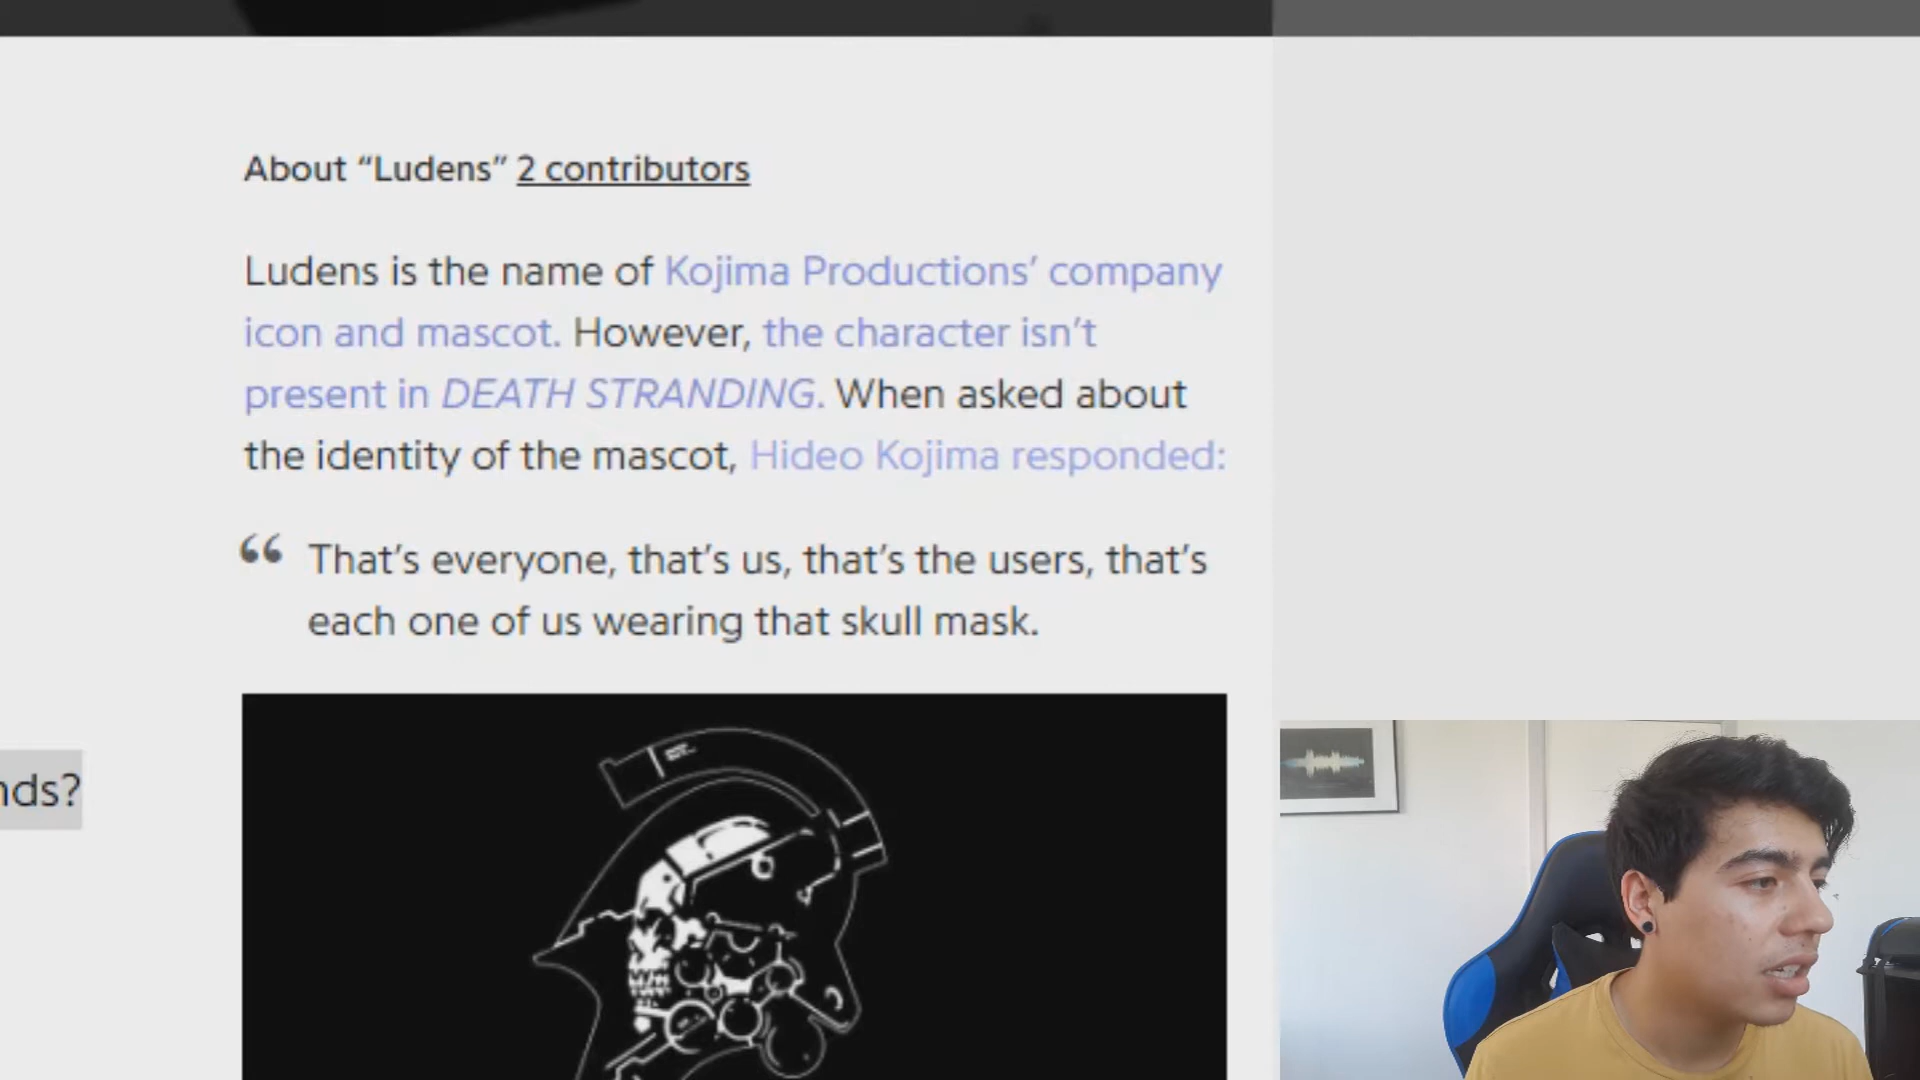 About “Ludens” 2 contributors
Ludens is the name of Kojima Productions’ company
icon and mascot. However, the character isn’t
present in DEATH STRANDING. When asked about
the identity of the mascot, Hideo Kojima responded:
“ That’s everyone, that’s us, that’s the users, that’s
each one of us wearing that skull mask.
nds?